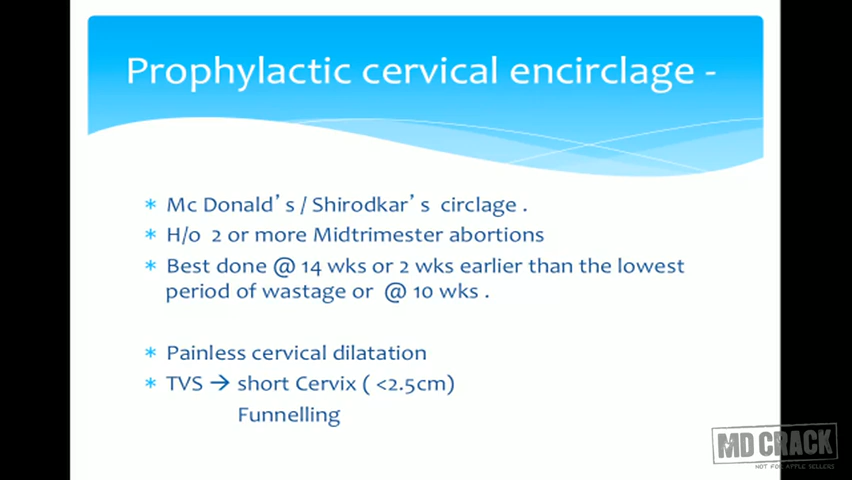 Prophylactic cervical encirclage -
* Mc Donald's / Shirodkar's circlage .
* H/o 2 or more Midtrimester abortions
* Best done @ 14 wks or 2 wks earlier than the lowest
period of wastage or @ 10 wks .
* Painless cervical dilatation
* TVS → short Cervix ( <2.5cm)
Funnelling
MD CRACK
NOT FOR APPLE SELLERS